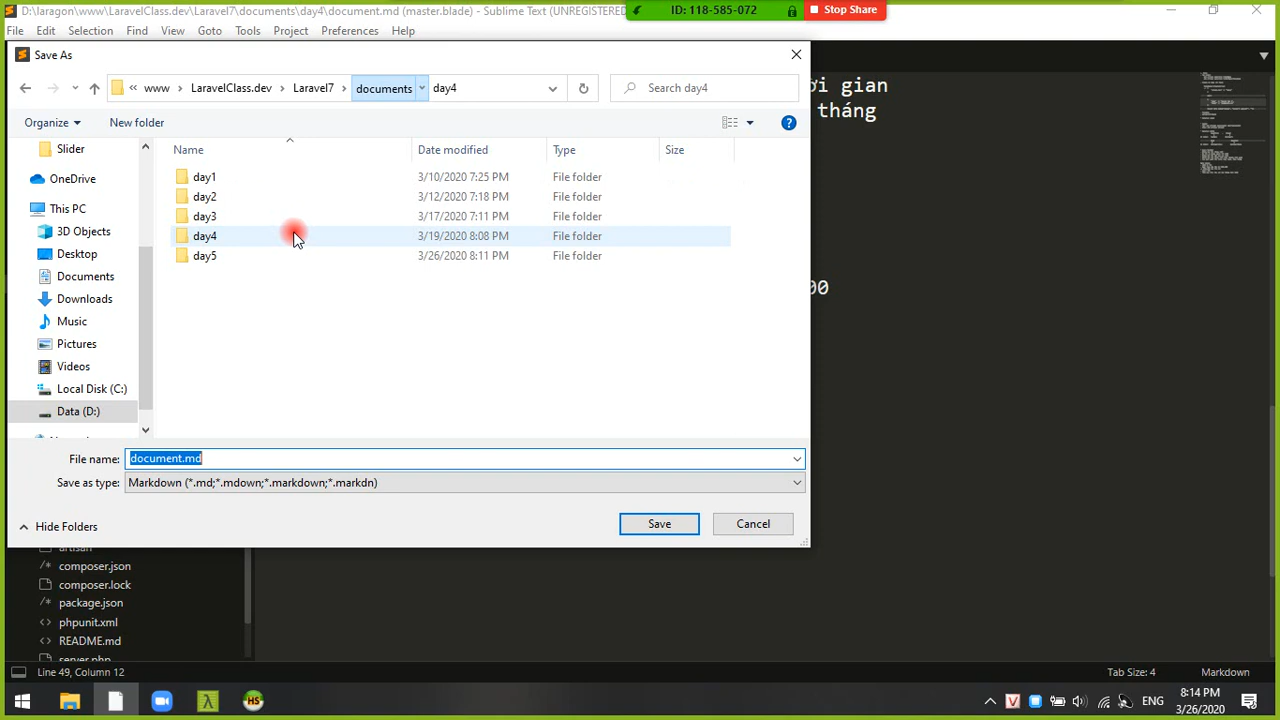 D:\laragon\www\LaravelClass.dev\Laravel7\documents\day4\document.md (master.blade) - Sublime Text (UNREGISTERED
ID: 118-585-072
Stop Share
File Edit Selection Find View Goto Tools Project Preferences Help
Save As
« www > LaravelClass.dev > Laravel7 > documents day4
Search day4
ời gian
tháng
Organize New folder
Name Date modified Type Size
Slider
OneDrive
This PC
3D Objects
Desktop
Documents
Downloads
Music
Pictures
Videos
Local Disk (C:)
Data (D:)
day1 3/10/2020 7:25 PM File folder
day2 3/12/2020 7:18 PM File folder
day3 3/17/2020 7:11 PM File folder
day4 3/19/2020 8:08 PM File folder
day5 3/26/2020 8:11 PM File folder
00
File name: document.md
Save as type: Markdown (*.md;*.mdown;*.markdown;*.markdn)
Hide Folders
Save
Cancel
artisan
composer.json
composer.lock
package.json
phpunit.xml
README.md
server.php
Line 49, Column 12
Tab Size: 4
Markdown
ENG
8:14 PM
3/26/2020